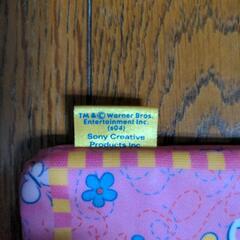 TM & © Warner Bros.
Entertainment Inc.
(s04)
Sony Creative
Products Inc.